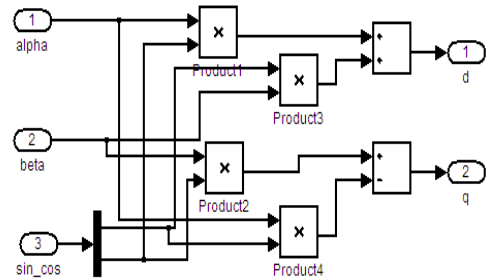 1
alpha
×
Product1
+
+
1
d
×
Product3
2
beta
×
Product2
+
-
2
q
3
sin_cos
×
Product4